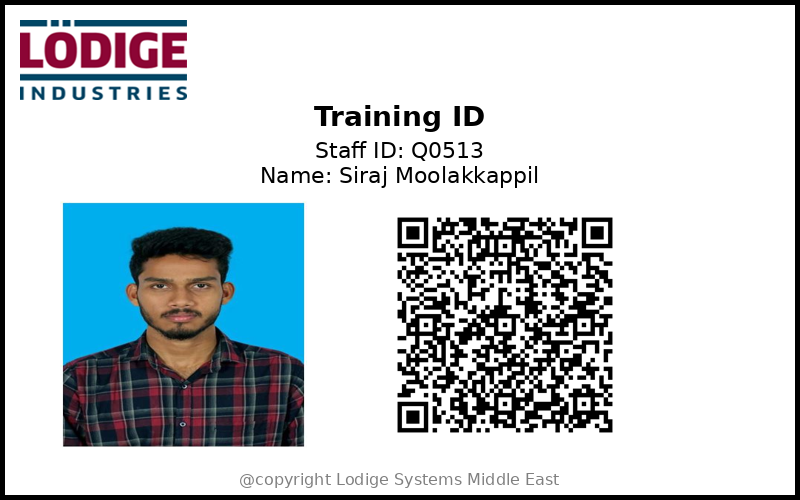 LÖDIGE
INDUSTRIES
Training ID
Staff ID: Q0513
Name: Siraj Moolakkappil
@copyright Lodige Systems Middle East